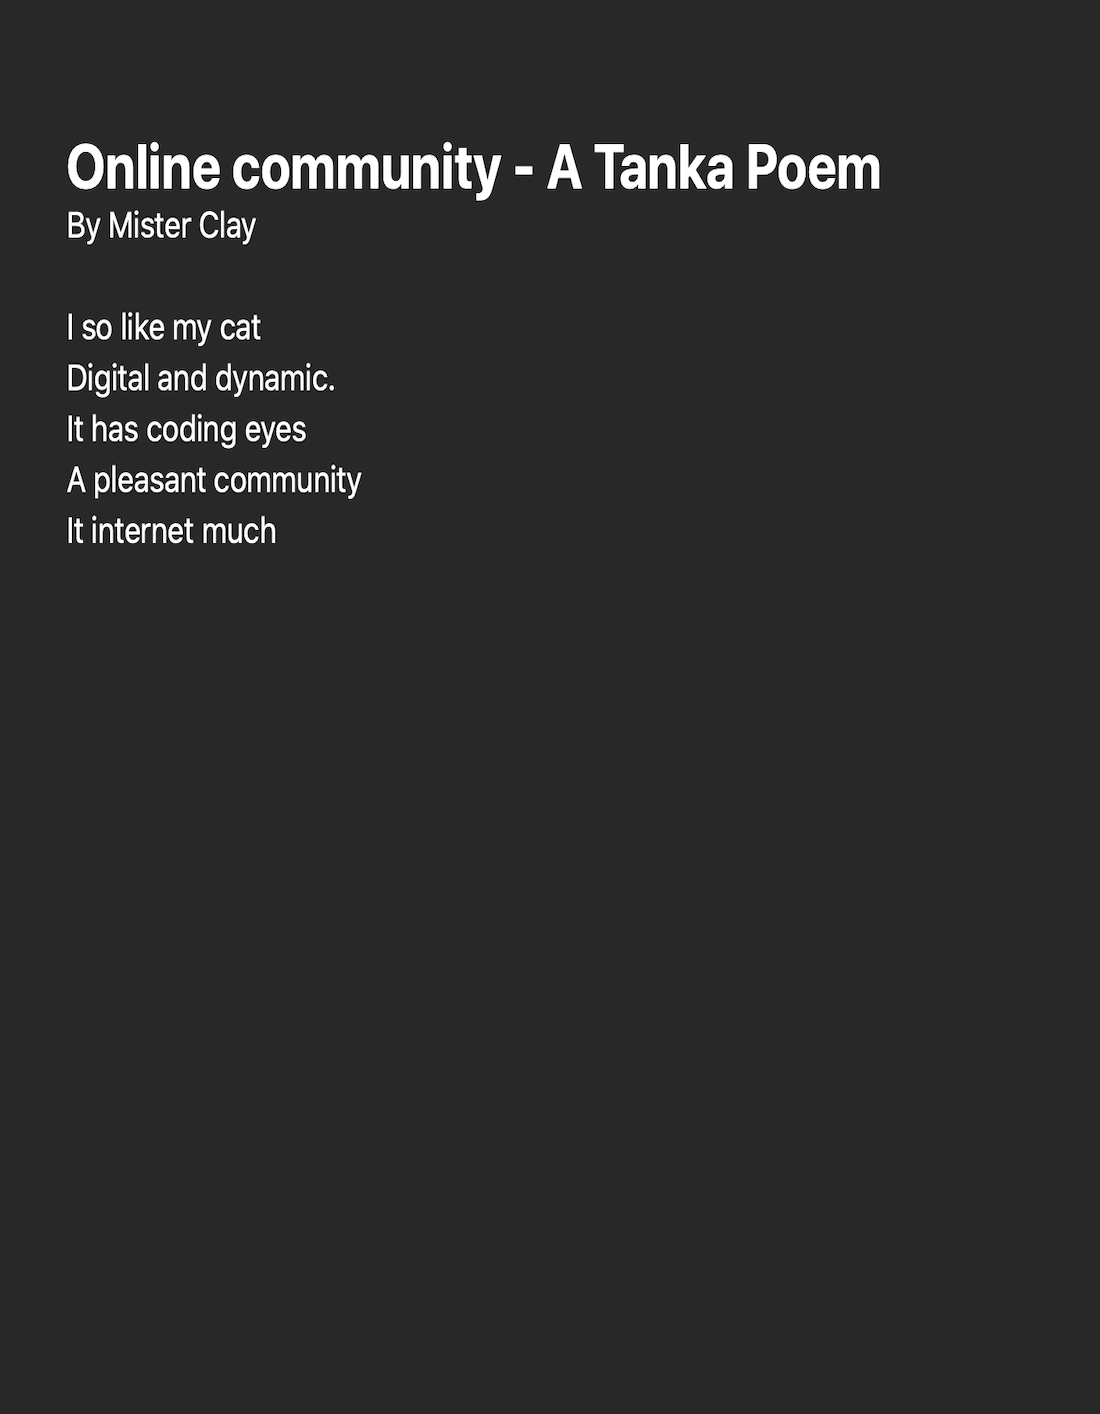 Online community - A Tanka Poem
By Mister Clay
I so like my cat
Digital and dynamic.
It has coding eyes
A pleasant community
It internet much